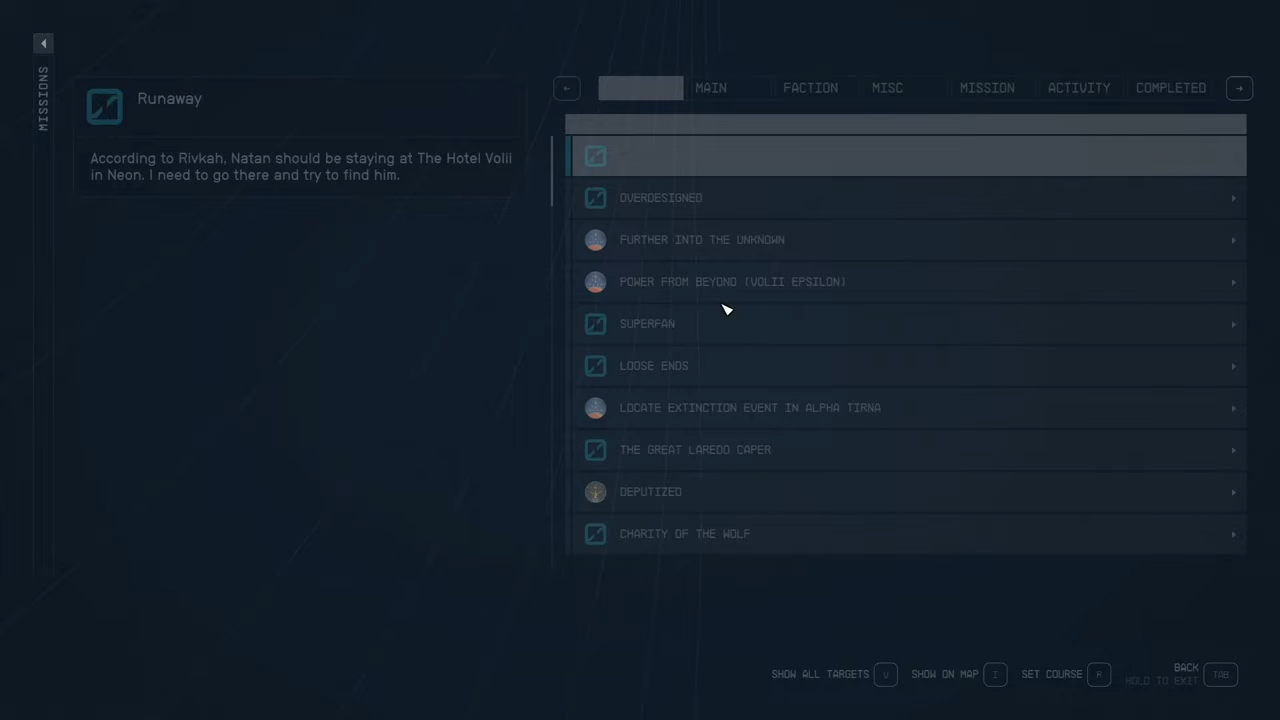 MISSIONS
Runaway
According to Rivkah, Natan should be staying at The Hotel Volii
in Neon. I need to go there and try to find him.
MAIN
FACTION
MISC
MISSION
ACTIVITY
COMPLETED
OVERDESIGNED
FURTHER INTO THE UNKNOWN
POWER FROM BEYOND (VOLII EPSILON)
SUPERFAN
LOOSE ENDS
LOCATE EXTINCTION EVENT IN ALPHA TIRNA
THE GREAT LAREDO CAPER
DEPUTIZED
CHARITY OF THE WOLF
SHOW ALL TARGETS
SHOW ON MAP
SET COURSE R
BACK
HOLD TO EXIT
TAB